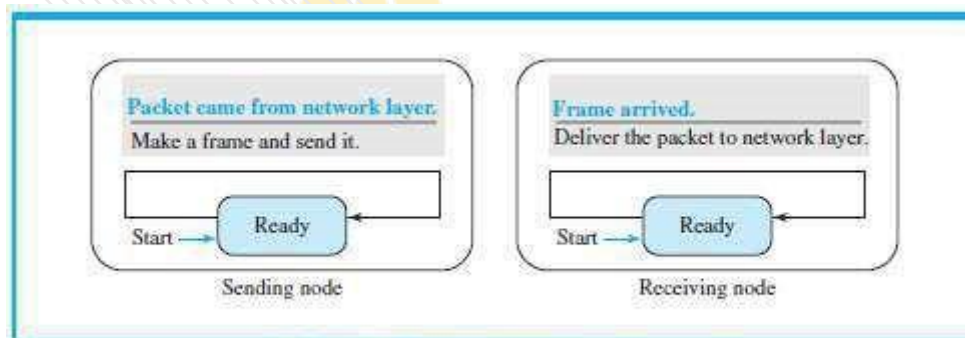 Packet came from network layer.
Make a frame and send it.
Start
Ready
Sending node
Frame arrived.
Deliver the packet to network layer.
Start
Ready
Receiving node